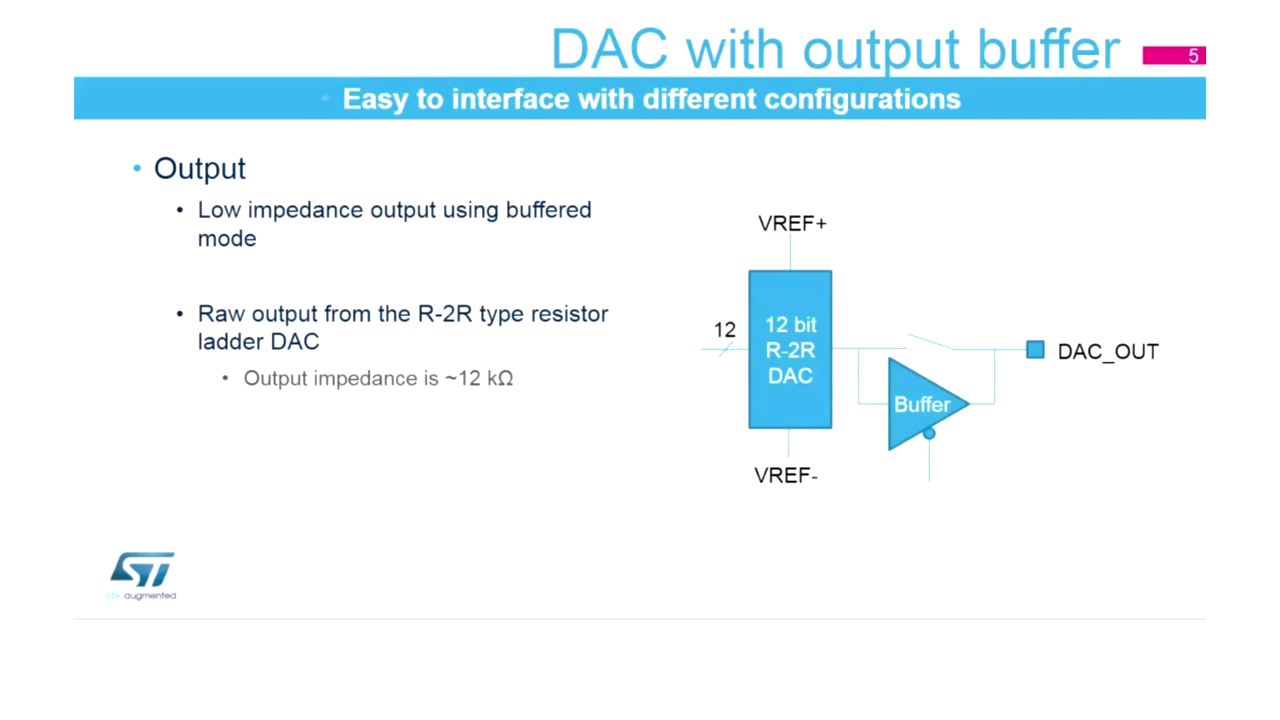 DAC with output buffer
5
Easy to interface with different configurations
• Output
• Low impedance output using buffered
mode
• Raw output from the R-2R type resistor
ladder DAC
• Output impedance is ~12 kΩ
VREF+
12
12 bit
R-2R
DAC
DAC_OUT
Buffer
VREF-
ST
life.augmented